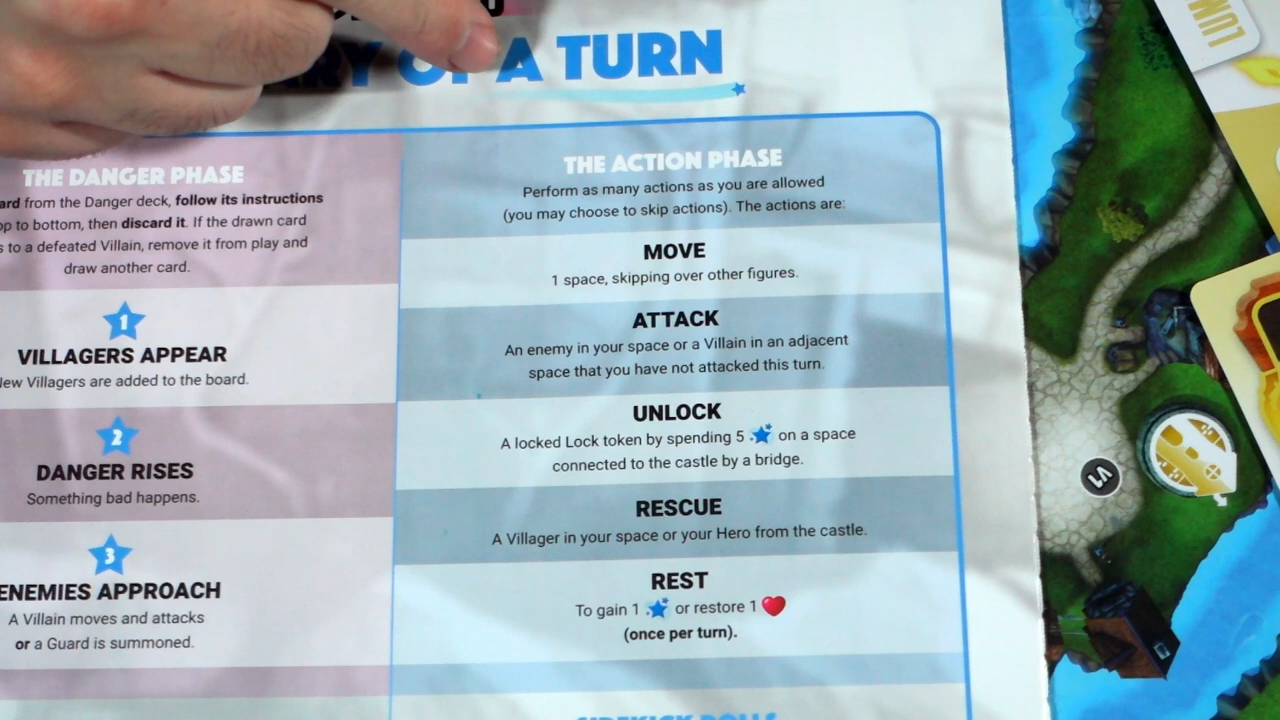 OF A TURN
THE DANGER PHASE
from the Danger deck, follow its instructions
to bottom, then discard it. If the drawn card
to a defeated Villain, remove it from play and
draw another card.
1
VILLAGERS APPEAR
New Villagers are added to the board.
2
DANGER RISES
Something bad happens.
3
ENEMIES APPROACH
A Villain moves and attacks
or a Guard is summoned.
THE ACTION PHASE
Perform as many actions as you are allowed
(you may choose to skip actions). The actions are:
MOVE
1 space, skipping over other figures.
ATTACK
An enemy in your space or a Villain in an adjacent
space that you have not attacked this turn.
UNLOCK
A locked Lock token by spending 5 on a space
connected to the castle by a bridge.
RESCUE
A Villager in your space or your Hero from the castle.
REST
To gain 1 or restore 1
(once per turn).
SIDEKICK ROLLS